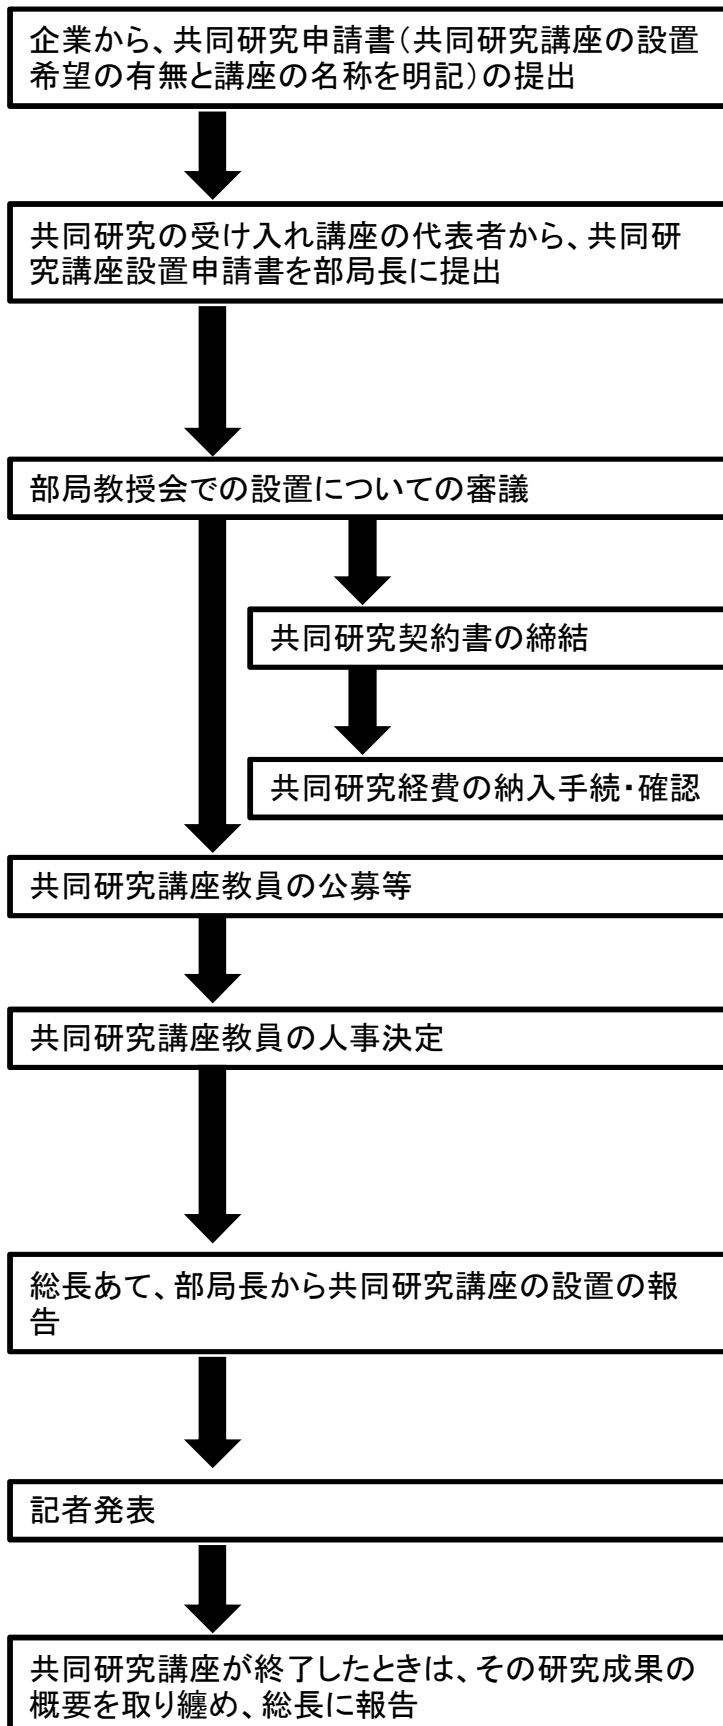 企業から、共同研究申請書(共同研究講座の設置
希望の有無と講座の名称を明記)の提出
共同研究の受け入れ講座の代表者から、共同研
究講座設置申請書を部局長に提出
部局教授会での設置についての審議
共同研究契約書の締結
共同研究経費の納入手続・確認
共同研究講座教員の公募等
共同研究講座教員の人事決定
総長あて、部局長から共同研究講座の設置の報
告
記者発表
共同研究講座が終了したときは、その研究成果の
概要を取り纏め、総長に報告